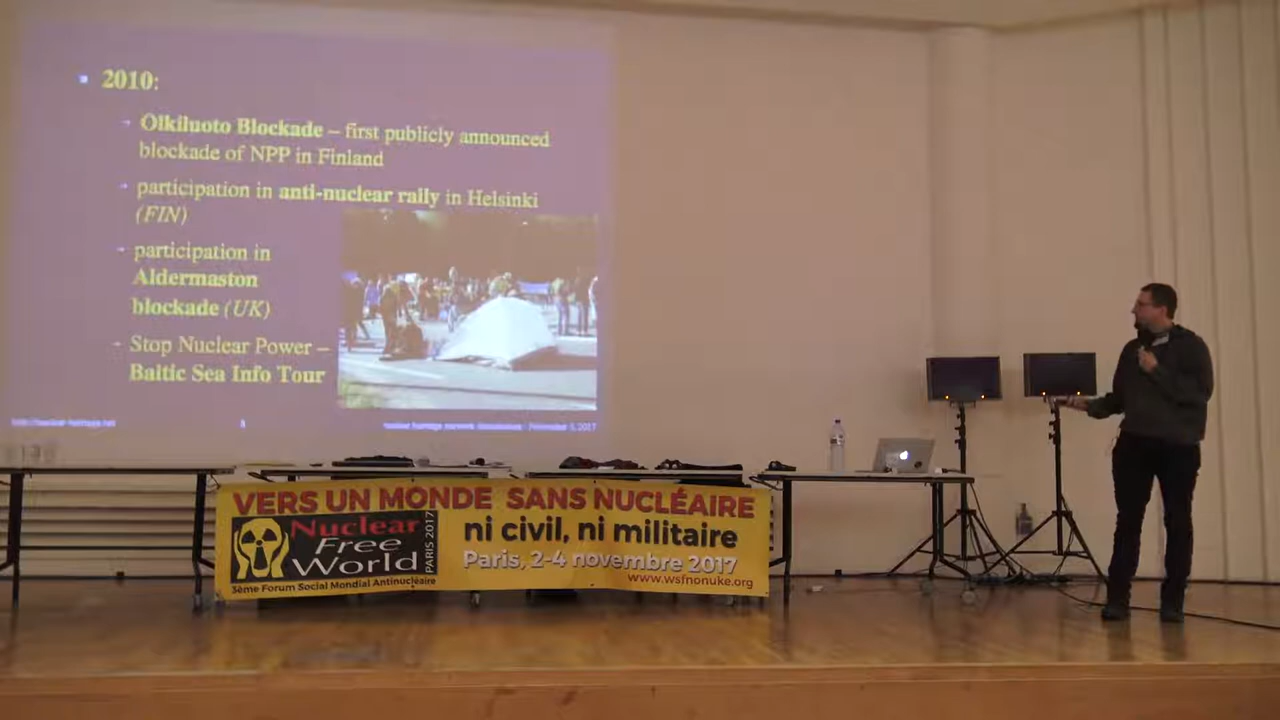 2010:
Olkiluoto Blockade – first publicly announced
blockade of NPP in Finland
participation in anti-nuclear rally in Helsinki
(FIN)
participation in
Aldermaston
blockade (UK)
Stop Nuclear Power –
Baltic Sea Info Tour
VERS UN MONDE SANS NUCLÉAIRE
Nuclear
Free
World
PARIS 2017
3ème Forum Social Mondial Antinucléaire
ni civil, ni militaire
Paris, 2-4 novembre 2017
www.wsfnonuke.org